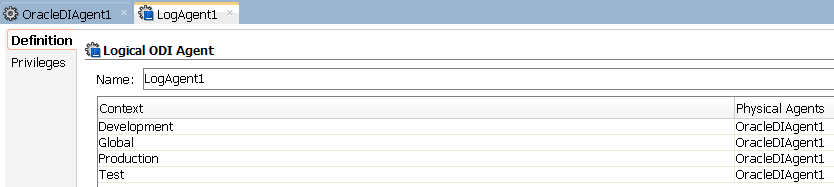 OracleDIAgent1 LogAgent1
Definition
Privileges
Logical ODI Agent
Name: LogAgent1
Context Physical Agents
Development OracleDIAgent1
Global OracleDIAgent1
Production OracleDIAgent1
Test OracleDIAgent1